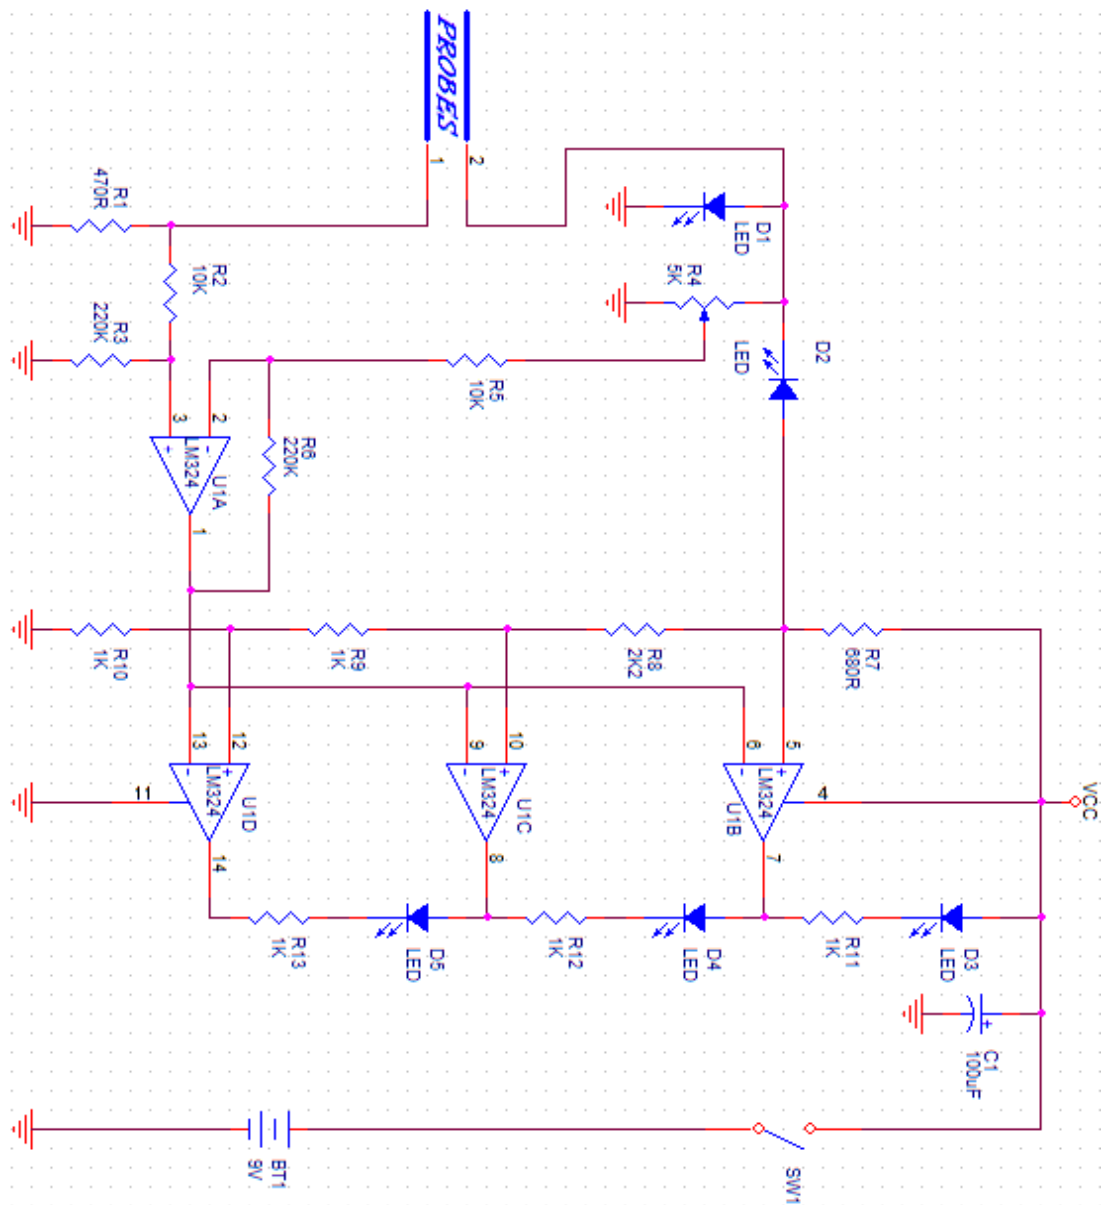 PROBES
1
2
R1
470R
D1
LED
R2
10K
R4
5K
R3
220K
D2
LED
R5
10K
3
2
+
-
LM324
U1A
R6
220K
1
R10
1K
R9
1K
R8
2K2
R7
680R
13
12
9
10
6
5
-
+
LM324
U1D
-
+
LM324
U1C
-
+
LM324
U1B
11
4
VCC
14
8
7
R13
1K
D5
LED
R12
1K
D4
LED
R11
1K
D3
LED
+
C1
100uF
BT1
9V
SW1